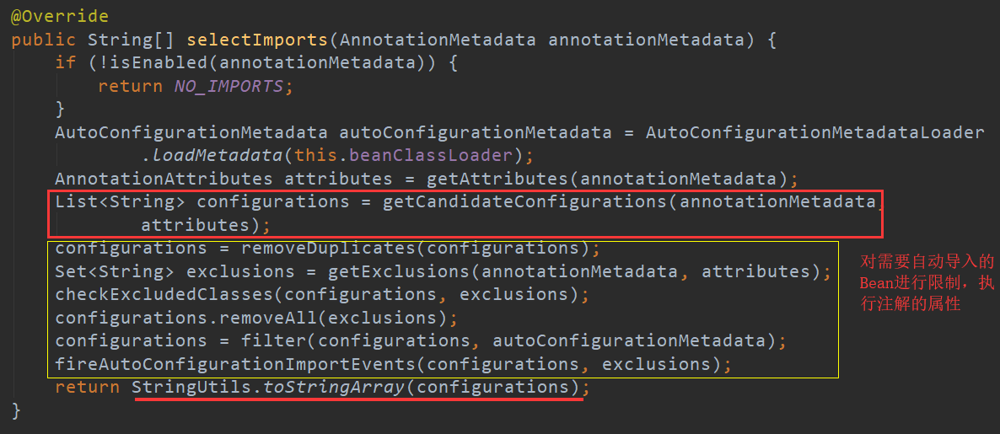 @Override
public String[] selectImports(AnnotationMetadata annotationMetadata) {
if (!isEnabled(annotationMetadata)) {
return NO_IMPORTS;
}
AutoConfigurationMetadata autoConfigurationMetadata = AutoConfigurationMetadataLoader
.loadMetadata(this.beanClassLoader);
AnnotationAttributes attributes = getAttributes(annotationMetadata);
List<String> configurations = getCandidateConfigurations(annotationMetadata,
attributes);
configurations = removeDuplicates(configurations);
Set<String> exclusions = getExclusions(annotationMetadata, attributes);
checkExcludedClasses(configurations, exclusions);
configurations.removeAll(exclusions);
configurations = filter(configurations, autoConfigurationMetadata);
fireAutoConfigurationImportEvents(configurations, exclusions);
return StringUtils.toStringArray(configurations);
}
对需要自动导入的
Bean进行限制，执
行注解的属性